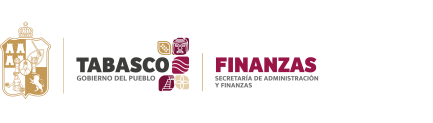 TABASCO
GOBIERNO DEL PUEBLO
FINANZAS
SECRETARÍA DE ADMINISTRACIÓN
Y FINANZAS